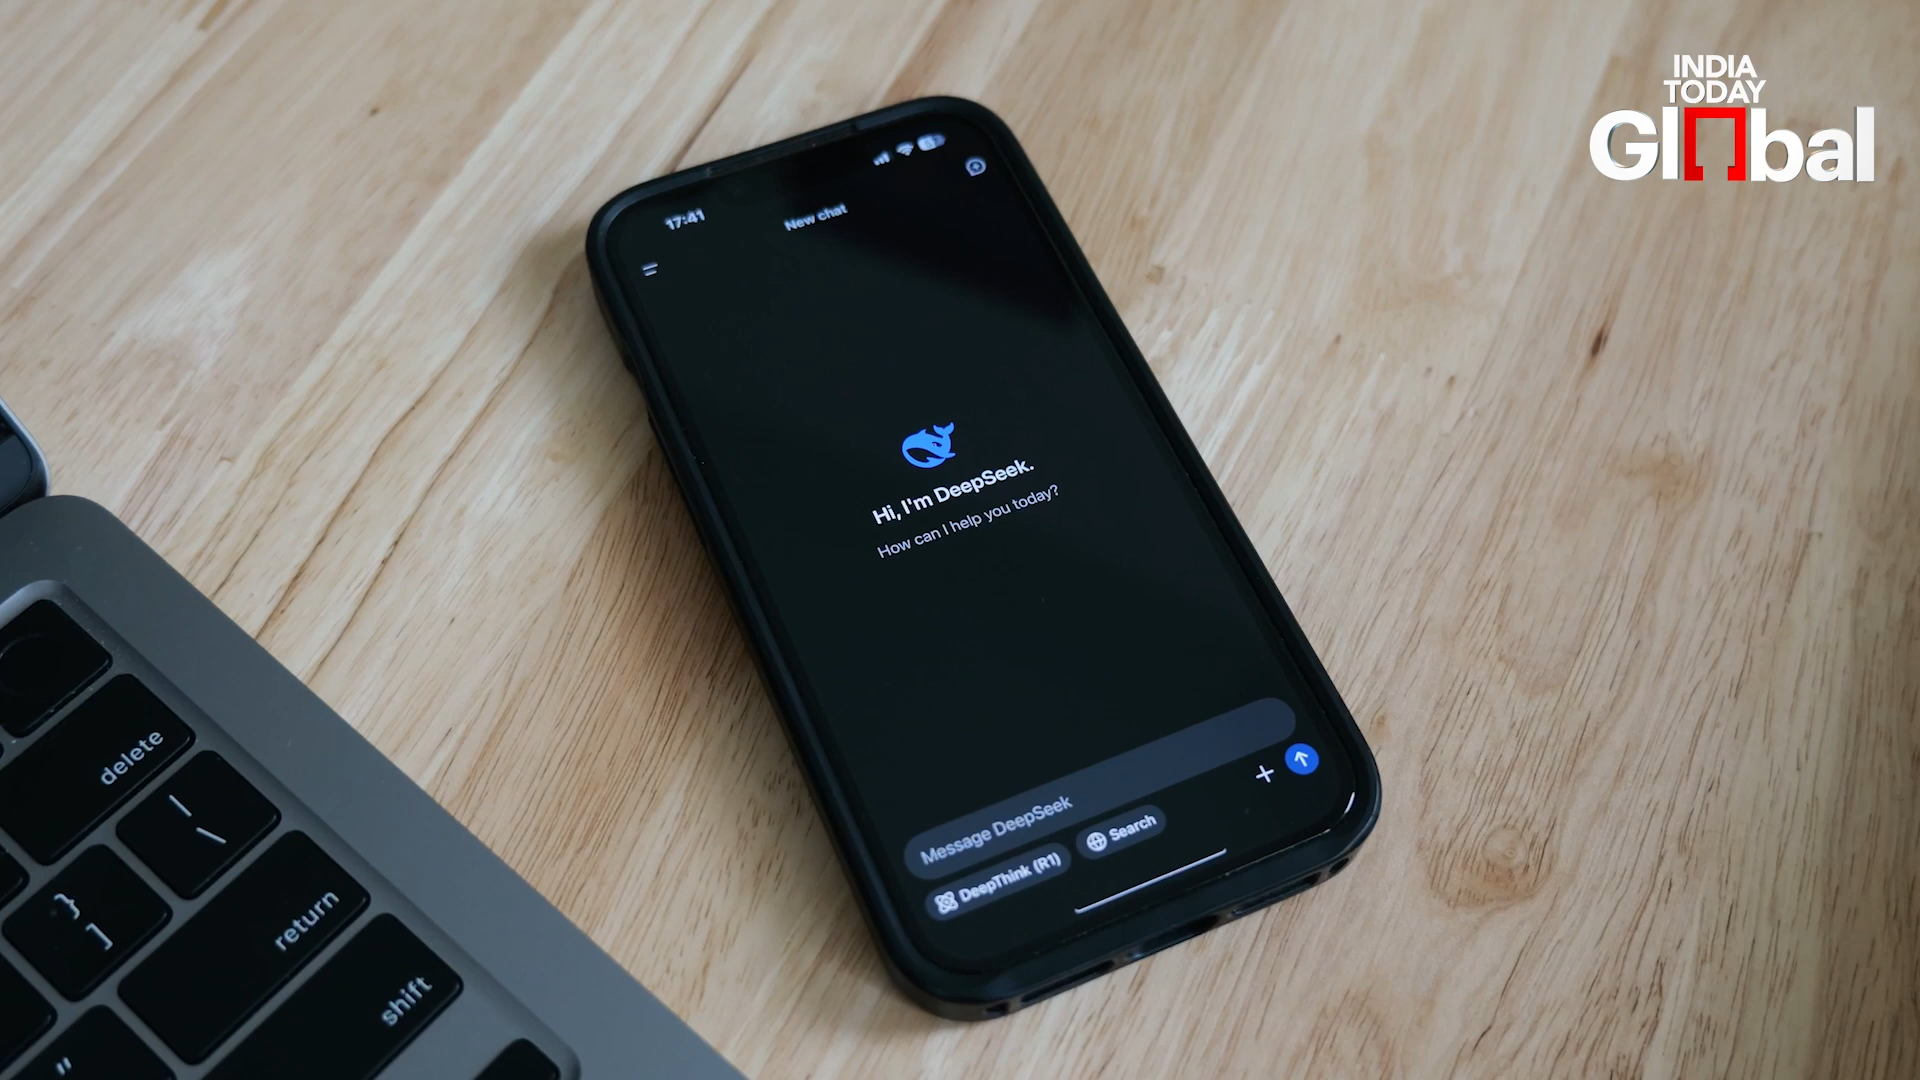 INDIA
TODAY
Global
17:41
New chat
Hi, I'm DeepSeek.
How can I help you today?
Message DeepSeek
DeepThink (R1)
Search
delete
|
\
}
]
return
shift
"